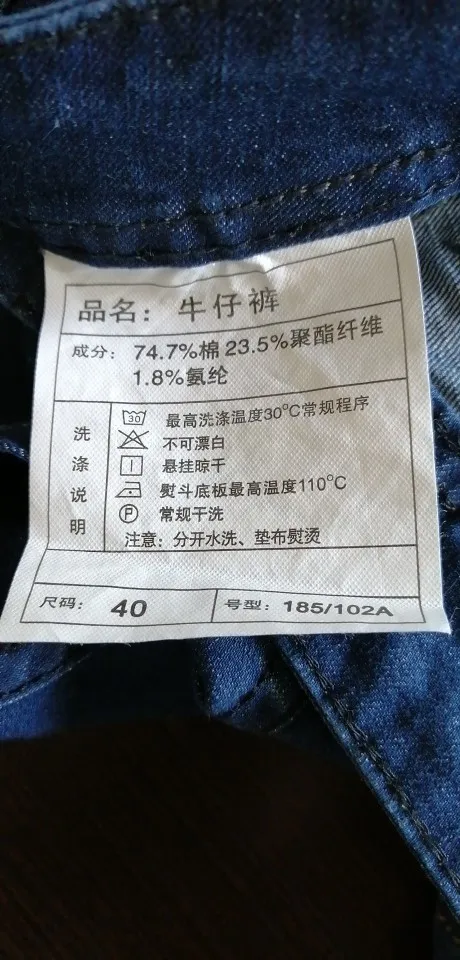 品名：牛仔裤
成分：74.7%棉 23.5%聚酯纤维
1.8%氨纶
洗涤说明
30 最高洗涤温度30°C常规程序
不可漂白
悬挂晾干
熨斗底板最高温度110°C
P 常规干洗
注意：分开水洗、垫布熨烫
尺码：40 号型：185/102A